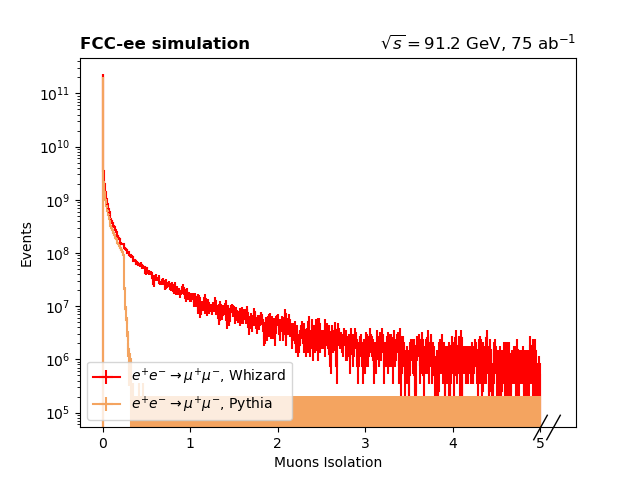 FCC-ee simulation √s = 91.2 GeV, 75 ab⁻¹
Events
10¹¹
10¹⁰
10⁹
10⁸
10⁷
10⁶
10⁵
e⁺e⁻ → μ⁺μ⁻, Whizard
e⁺e⁻ → μ⁺μ⁻, Pythia
0 1 2 3 4 5
Muons Isolation